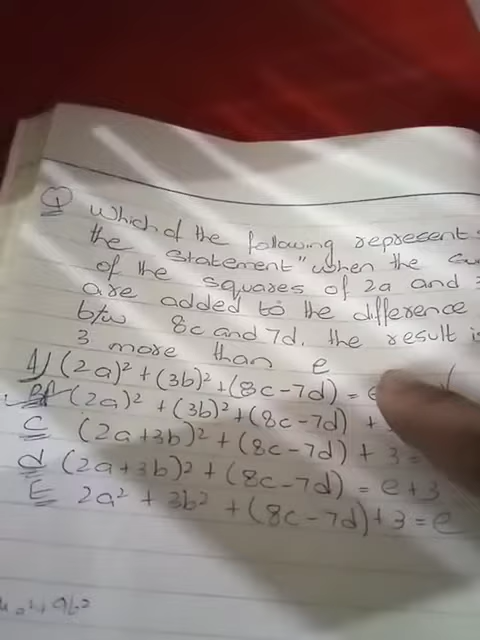 Q Which of the following represent
the statement "when the
of the squares of 2a and 3
are added to the difference
b/w 8c and 7d, the result is
3 more than e
A) (2a)² + (3b)² + (8c - 7d) = e
B) (2a)² + (3b)² + (8c - 7d) +
C (2a+3b)² + (8c - 7d) + 3 =
d (2a+3b)² + (8c - 7d) = e+3
E 2a² + 3b² + (8c - 7d) + 3 = e